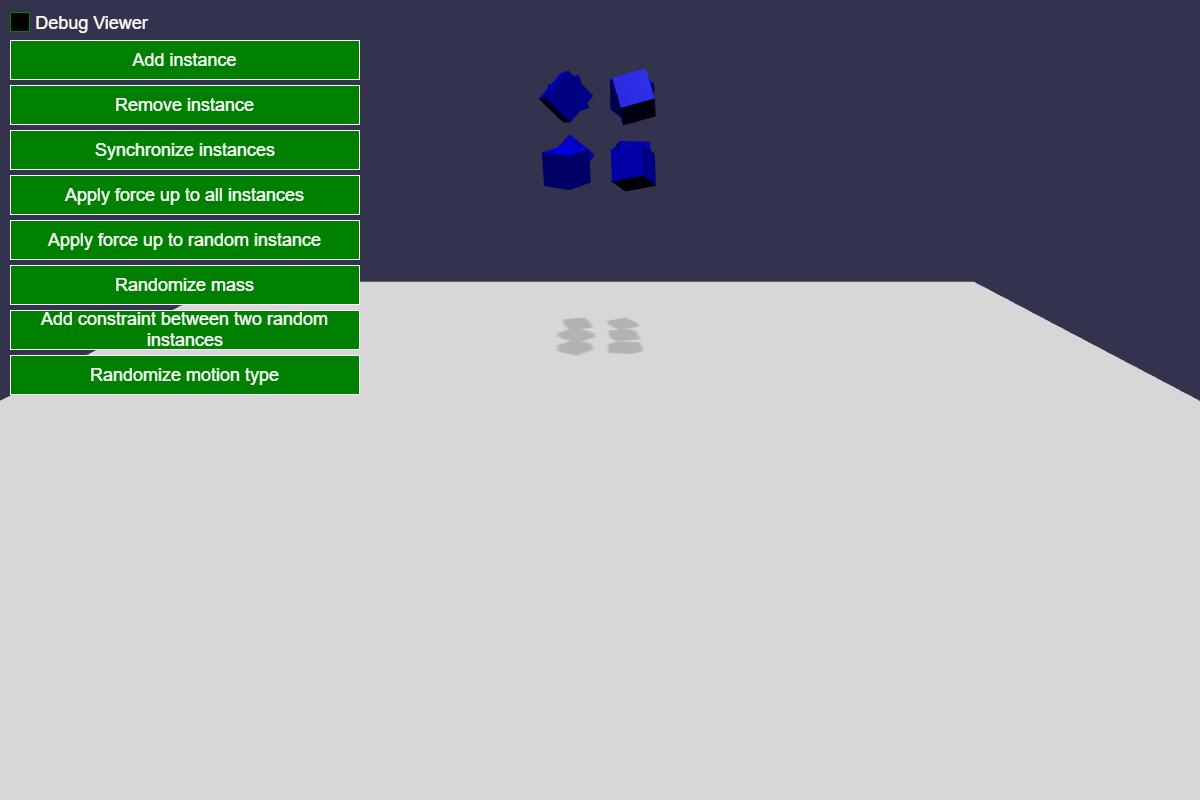 Debug Viewer
Add instance
Remove instance
Synchronize instances
Apply force up to all instances
Apply force up to random instance
Randomize mass
Add constraint between two random
instances
Randomize motion type